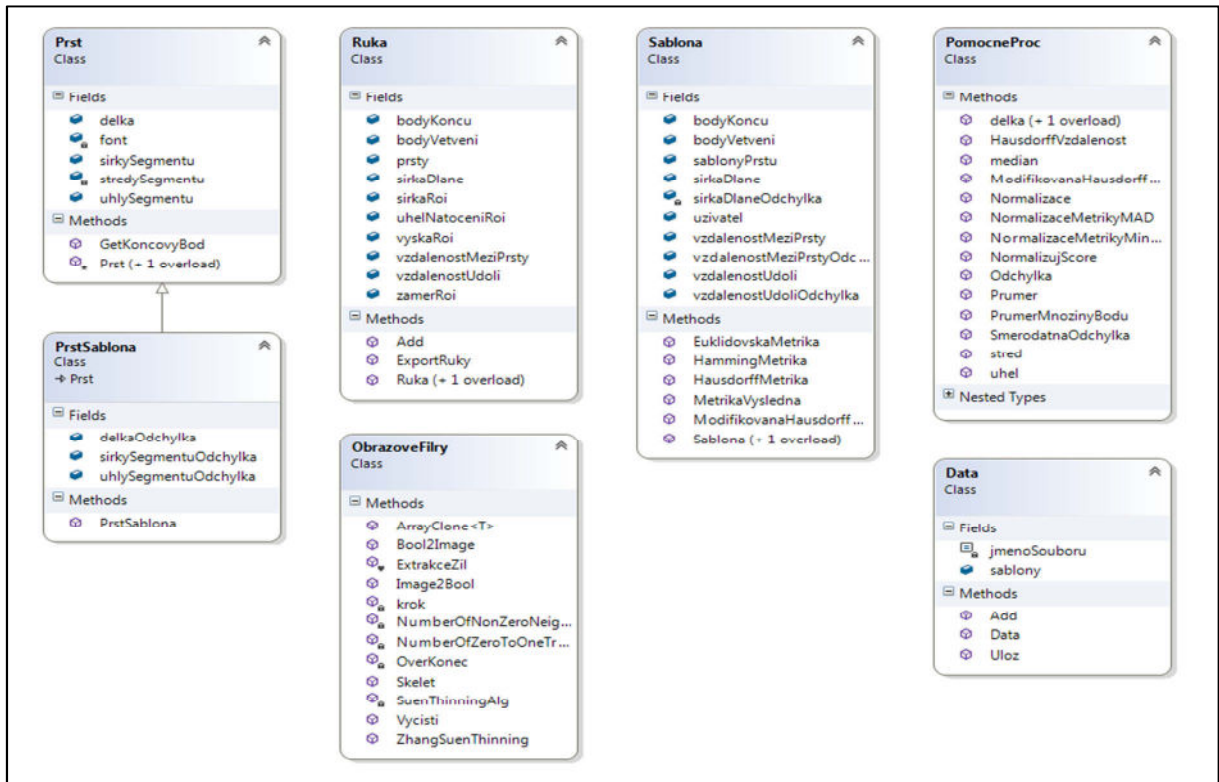 Prst
Class
Fields
delka
font
sirkySegmentu
stredySegmentu
uhlySegmentu
Methods
GetKoncovyBod
Prst (+ 1 overload)
PrstSablona
Class
Prst
Fields
delkaOdchylka
sirkySegmentuOdchylka
uhlySegmentuOdchylka
Methods
PrstSablona
Ruka
Class
Fields
bodyKoncu
bodyVetveni
prsty
sirkaDlane
sirkaRoi
uhelNatoceniRoi
vyskaRoi
vzdalenostMeziPrsty
vzdalenostUdoli
zamerRoi
Methods
Add
ExportRuky
Ruka (+ 1 overload)
ObrazoveFilry
Class
Methods
ArrayClone<T>
Bool2Image
ExtrakceZil
Image2Bool
krok
NumberOfNonZeroNeig...
NumberOfZeroToOneTr...
OverKonec
Skelet
SuenThinningAlg
Vycisti
ZhangSuenThinning
Sablona
Class
Fields
bodyKoncu
bodyVetveni
sablonyPrstu
sirkaDlane
sirkaDlaneOdchylka
uzivatel
vzdalenostMeziPrsty
vzdalenostMeziPrstyOdc...
vzdalenostUdoli
vzdalenostUdoliOdchylka
Methods
EuklidovskaMetrika
HammingMetrika
HausdorffMetrika
MetrikaVysledna
ModifikovanaHausdorff...
Sablona (+ 1 overload)
PomocneProc
Class
Methods
delka (+ 1 overload)
HausdorffVzdalenost
median
ModifikovanaHausdorff...
Normalizace
NormalizaceMetrikyMAD
NormalizaceMetrikyMin...
NormalizujScore
Odchylka
Prumer
PrumerMnozinyBodu
SmerodatnaOdchylka
stred
uhel
Nested Types
Data
Class
Fields
jmenoSouboru
sablony
Methods
Add
Data
Uloz